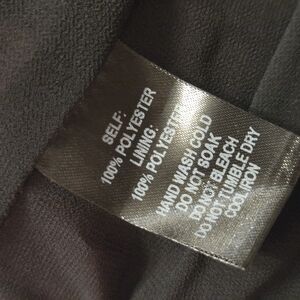 SELF:
100% POLYESTER
LINING:
100% POLYESTER
HAND WASH COLD
DO NOT SOAK
DO NOT BLEACH
DO NOT TUMBLE DRY
COOL IRON